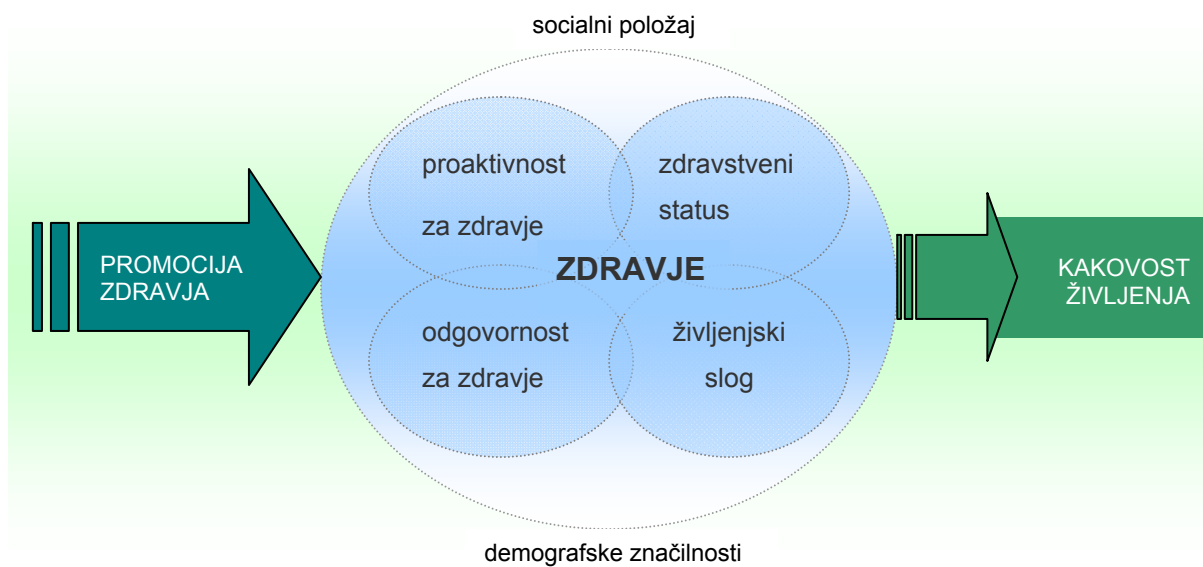 socialni položaj
proaktivnost
za zdravje
zdravstveni
status
ZDRAVJE
PROMOCIJA
ZDRAVJA
KAKOVOST
ŽIVLJENJA
odgovornost
za zdravje
življenjski
slog
demografske značilnosti